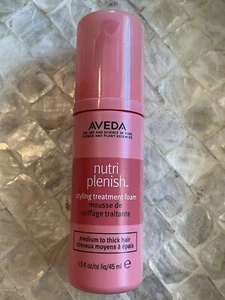 AVEDA
THE ART AND SCIENCE OF PURE
FLOWER AND PLANT ESSENCES
nutri
plenish™
styling treatment foam
mousse de
coiffage traitante
medium to thick hair
cheveux moyens à épais
1.5 fl oz/oz liq/45 ml e